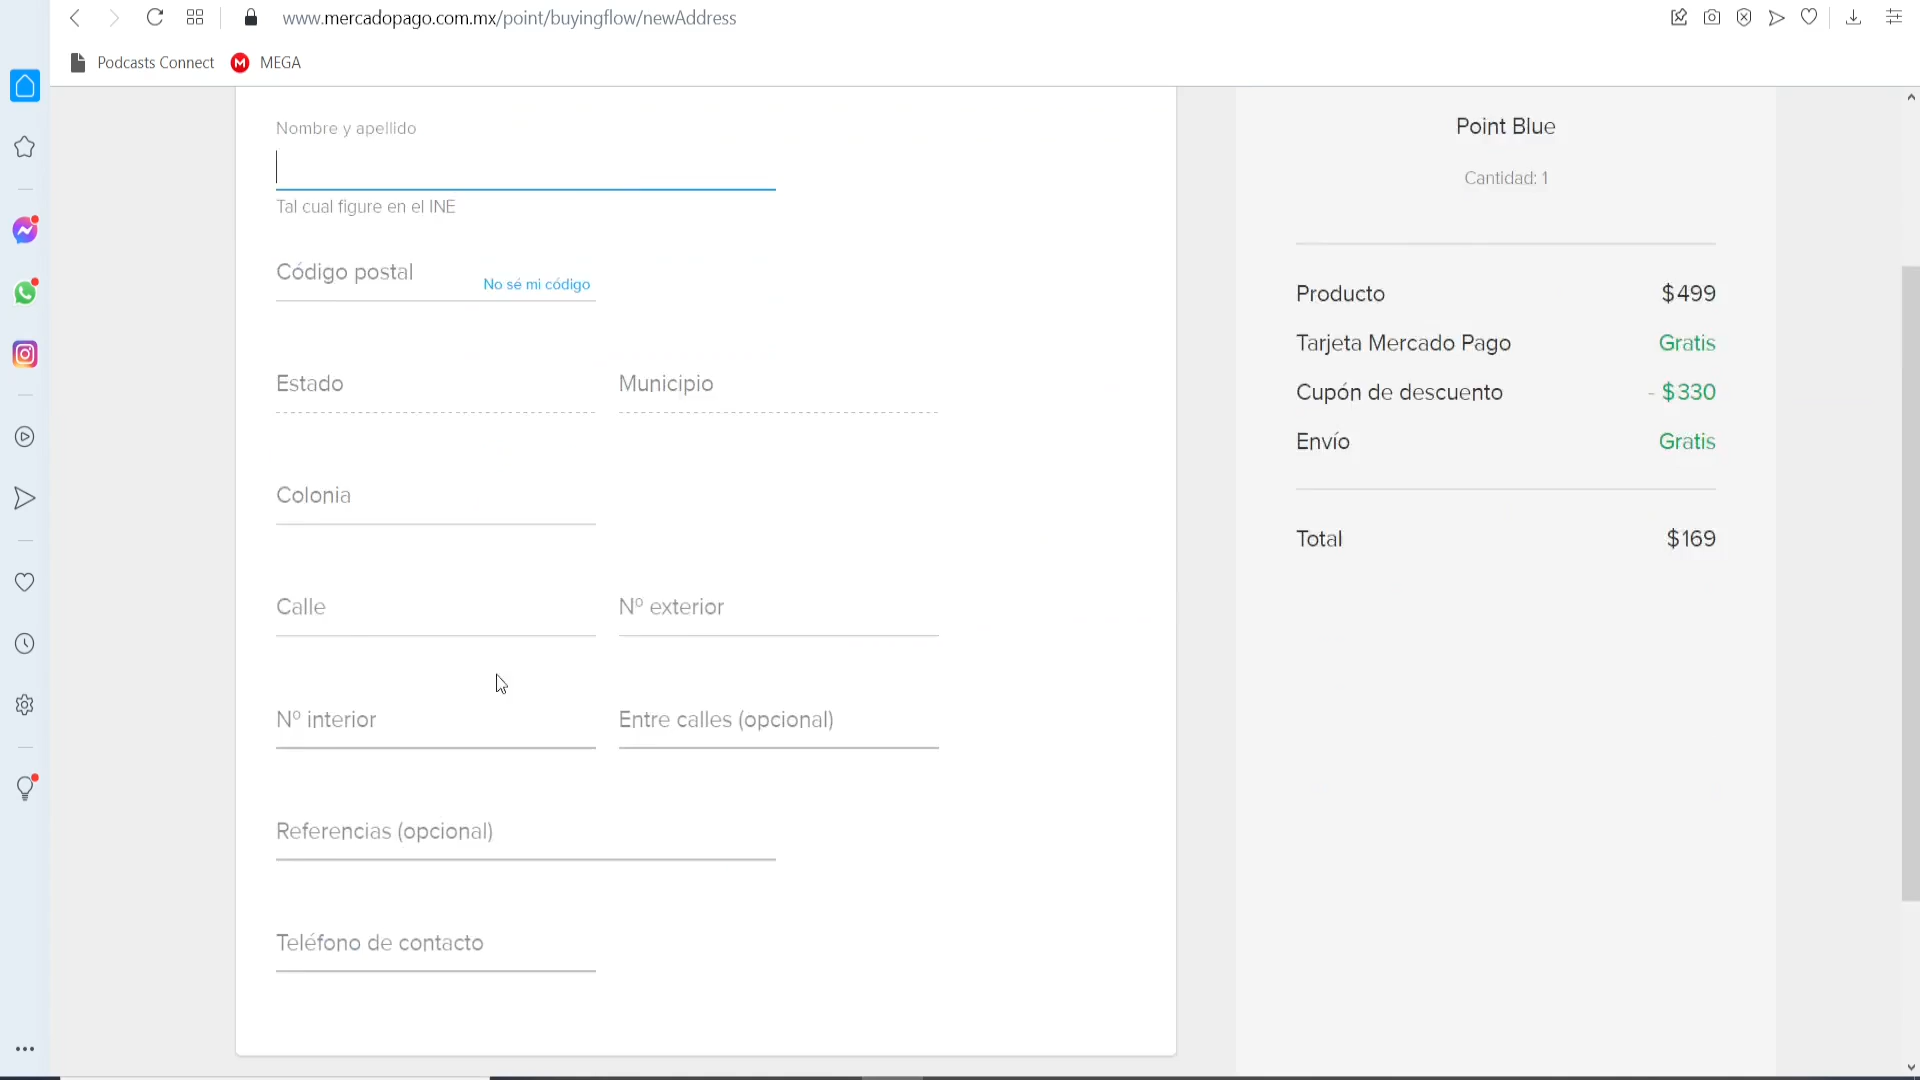 www.mercadopago.com.mx/point/buyingflow/newAddress
Podcasts Connect
MEGA
Nombre y apellido
Tal cual figure en el INE
Código postal
No sé mi código
Estado
Municipio
Colonia
Calle
Nº exterior
Nº interior
Entre calles (opcional)
Referencias (opcional)
Teléfono de contacto
Point Blue
Cantidad: 1
Producto $499
Tarjeta Mercado Pago Gratis
Cupón de descuento - $330
Envío Gratis
Total $169